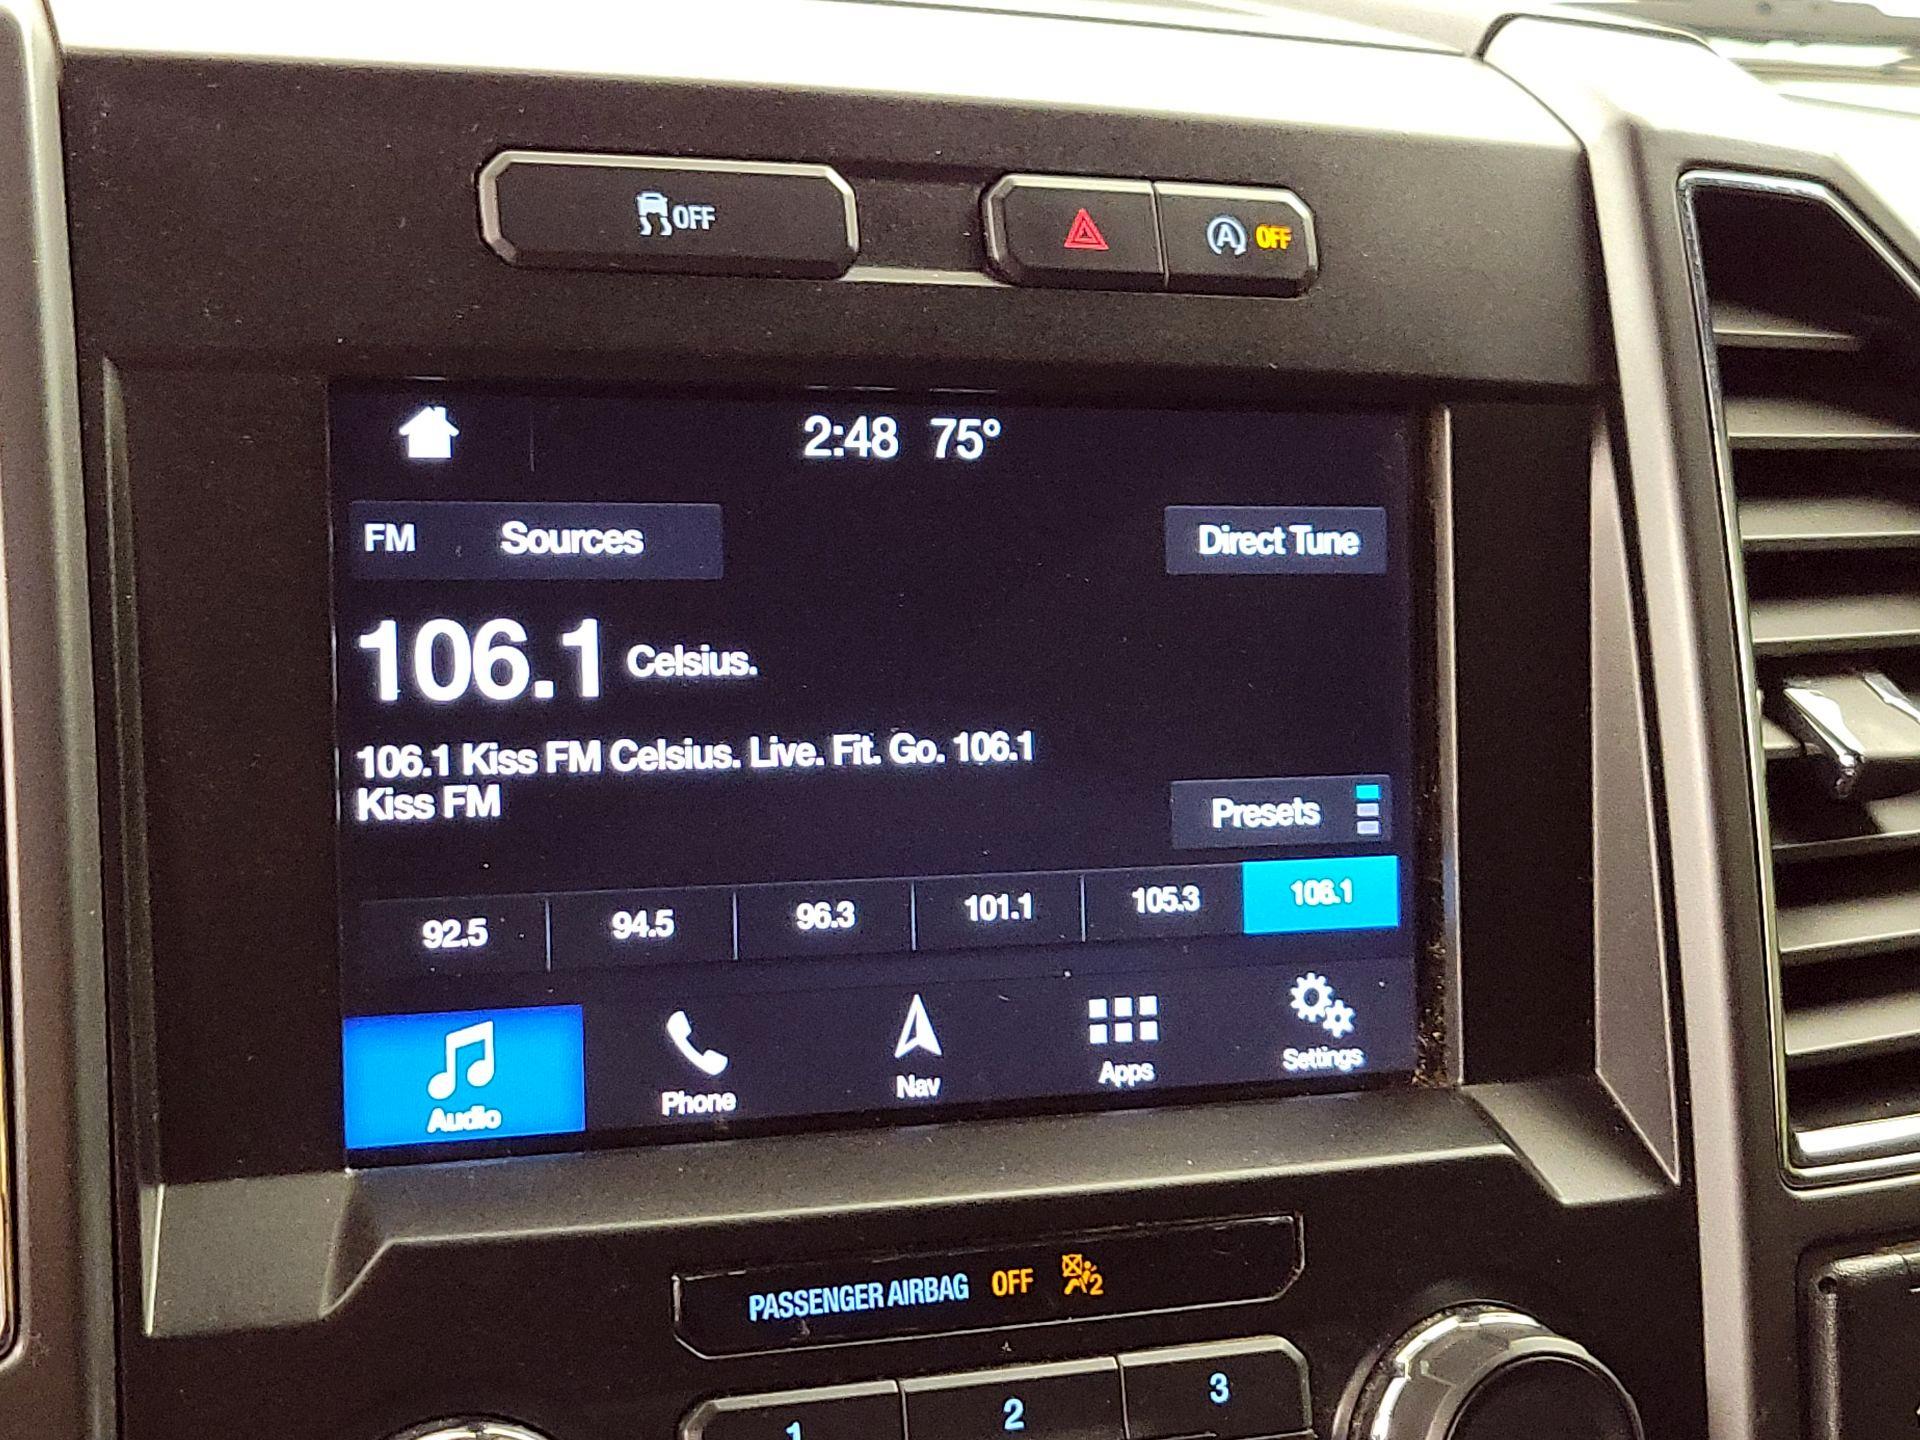 OFF
A OFF
2:48 75°
FM Sources Direct Tune
106.1 Celsius.
106.1 Kiss FM Celsius. Live. Fit. Go. 106.1
Kiss FM
Presets
92.5 94.5 96.3 101.1 105.3 106.1
Audio Phone Nav Apps Settings
PASSENGER AIRBAG OFF 2
1 2 3